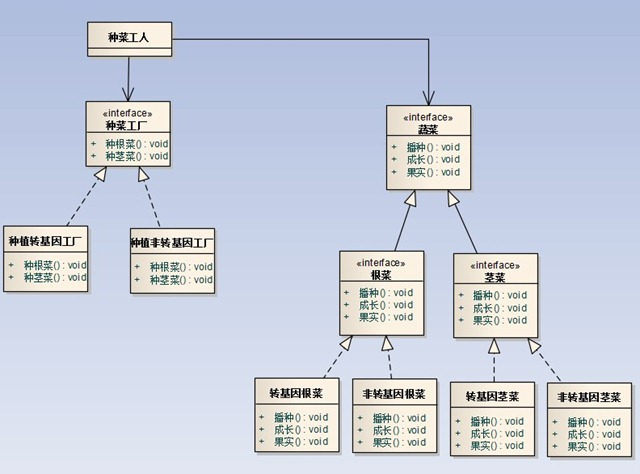 种菜工人
«interface»
种菜工厂
+ 种根菜() : void
+ 种茎菜() : void
«interface»
蔬菜
+ 播种() : void
+ 成长() : void
+ 果实() : void
种植转基因工厂
+ 种根菜() : void
+ 种茎菜() : void
种植非转基因工厂
+ 种根菜() : void
+ 种茎菜() : void
«interface»
根菜
+ 播种() : void
+ 成长() : void
+ 果实() : void
«interface»
茎菜
+ 播种() : void
+ 成长() : void
+ 果实() : void
转基因根菜
+ 播种() : void
+ 成长() : void
+ 果实() : void
非转基因根菜
+ 播种() : void
+ 成长() : void
+ 果实() : void
转基因茎菜
+ 播种() : void
+ 成长() : void
+ 果实() : void
非转基因茎菜
+ 播种() : void
+ 成长() : void
+ 果实() : void